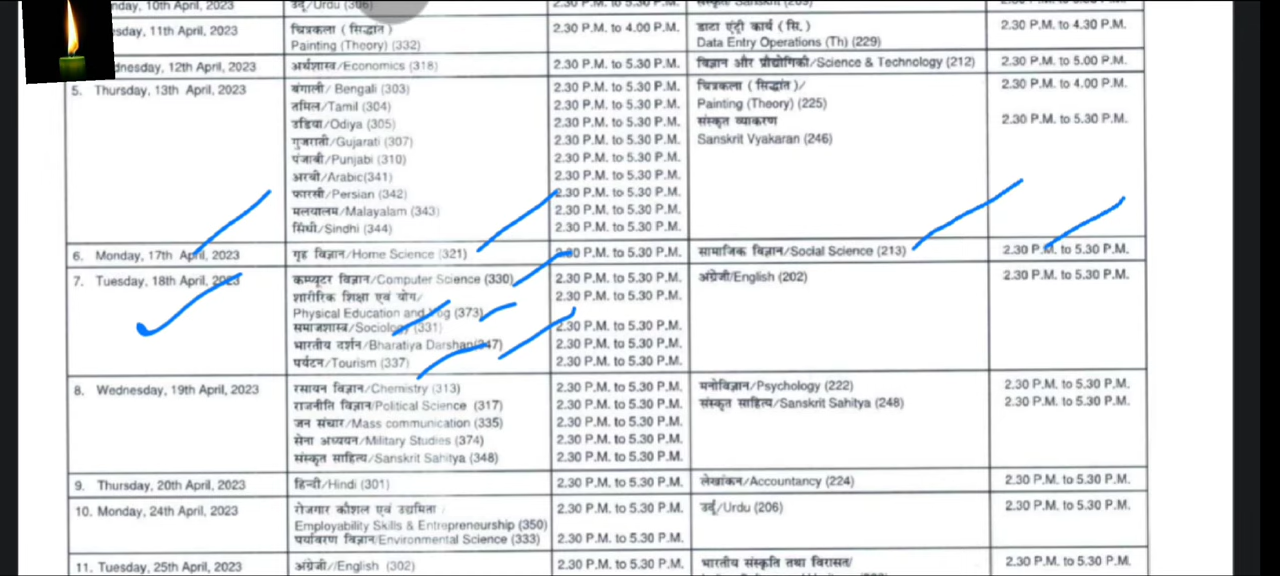 nday, 10th April, 2023 उर्दू/Urdu (306) 2.30 P.M. to 5.30 P.M.
esday, 11th April, 2023 चित्रकला (सिद्धांत) 2.30 P.M. to 4.00 P.M. डाटा एंट्री कार्य (सि.) 2.30 P.M. to 4.30 P.M.
Painting (Theory) (332) Data Entry Operations (Th) (229)
dnesday, 12th April, 2023 अर्थशास्त्र/Economics (318) 2.30 P.M. to 5.30 P.M. विज्ञान और प्रौद्योगिकी/Science & Technology (212) 2.30 P.M. to 5.00 P.M.
5. Thursday, 13th April, 2023 बंगाली/ Bengali (303) 2.30 P.M. to 5.30 P.M. चित्रकला (सिद्धांत)/ 2.30 P.M. to 4.00 P.M.
तमिल/Tamil (304) 2.30 P.M. to 5.30 P.M. Painting (Theory) (225)
उडिया/Odiya (305) 2.30 P.M. to 5.30 P.M. संस्कृत व्याकरण 2.30 P.M. to 5.30 P.M.
गुजराती/Gujarati (307) 2.30 P.M. to 5.30 P.M. Sanskrit Vyakaran (246)
पंजाबी/Punjabi (310) 2.30 P.M. to 5.30 P.M.
अरबी/Arabic(341) 2.30 P.M. to 5.30 P.M.
फारसी/Persian (342) 2.30 P.M. to 5.30 P.M.
मलयालम/Malayalam (343) 2.30 P.M. to 5.30 P.M.
सिंधी/Sindhi (344) 2.30 P.M. to 5.30 P.M.
6. Monday, 17th April, 2023 गृह विज्ञान/Home Science (321) 2.30 P.M. to 5.30 P.M. सामाजिक विज्ञान/Social Science (213) 2.30 P.M. to 5.30 P.M.
7. Tuesday, 18th April, 2023 कम्प्यूटर विज्ञान/Computer Science (330) 2.30 P.M. to 5.30 P.M. अंग्रेजी/English (202) 2.30 P.M. to 5.30 P.M.
शारीरिक शिक्षा एवं योग/ 2.30 P.M. to 5.30 P.M.
Physical Education and Yog (373)
समाजशास्त्र/Sociology (331) 2.30 P.M. to 5.30 P.M.
भारतीय दर्शन/Bharatiya Darshan(347) 2.30 P.M. to 5.30 P.M.
पर्यटन/Tourism (337) 2.30 P.M. to 5.30 P.M.
8. Wednesday, 19th April, 2023 रसायन विज्ञान/Chemistry (313) 2.30 P.M. to 5.30 P.M. मनोविज्ञान/Psychology (222) 2.30 P.M. to 5.30 P.M.
राजनीति विज्ञान/Political Science (317) 2.30 P.M. to 5.30 P.M. संस्कृत साहित्य/Sanskrit Sahitya (248) 2.30 P.M. to 5.30 P.M.
जन संचार/Mass communication (335) 2.30 P.M. to 5.30 P.M.
सेना अध्ययन/Military Studies (374) 2.30 P.M. to 5.30 P.M.
संस्कृत साहित्य/Sanskrit Sahitya (348) 2.30 P.M. to 5.30 P.M.
9. Thursday, 20th April, 2023 हिन्दी/Hindi (301) 2.30 P.M. to 5.30 P.M. लेखांकन/Accountancy (224) 2.30 P.M. to 5.30 P.M.
10. Monday, 24th April, 2023 रोजगार कौशल एवं उद्यमिता 2.30 P.M. to 5.30 P.M. उर्दू/Urdu (206) 2.30 P.M. to 5.30 P.M.
Employability Skills & Entrepreneurship (350)
पर्यावरण विज्ञान/Environmental Science (333) 2.30 P.M. to 5.30 P.M.
11. Tuesday, 25th April, 2023 अंग्रेजी/English (302) 2.30 P.M. to 5.30 P.M. भारतीय संस्कृति तथा विरासत/ 2.30 P.M. to 5.30 P.M.